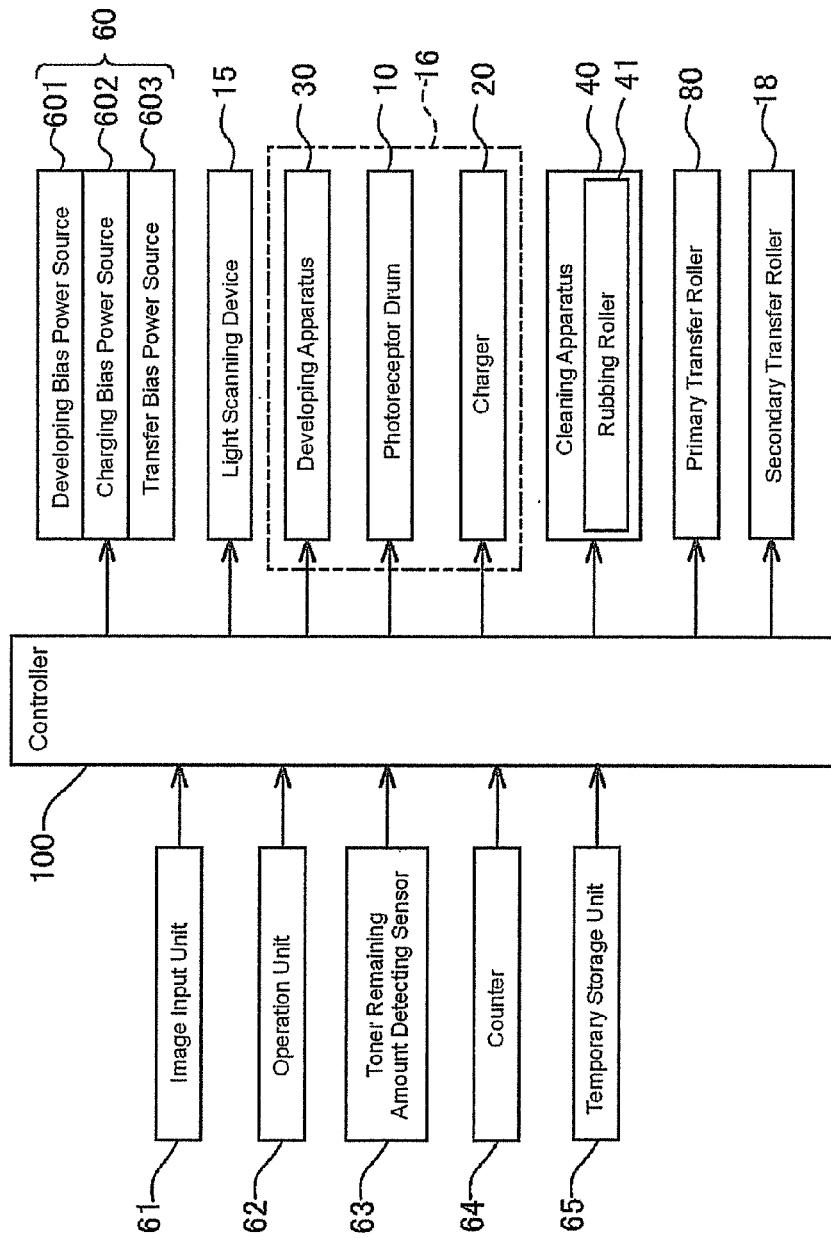 100
Controller
61
Image Input Unit
62
Operation Unit
63
Toner Remaining
Amount Detecting Sensor
64
Counter
65
Temporary Storage Unit
Developing Bias Power Source
601
Charging Bias Power Source
602
Transfer Bias Power Source
603
60
Light Scanning Device
15
Developing Apparatus
30
Photoreceptor Drum
10
Charger
20
16
Cleaning Apparatus
40
Rubbing Roller
41
Primary Transfer Roller
80
Secondary Transfer Roller
18